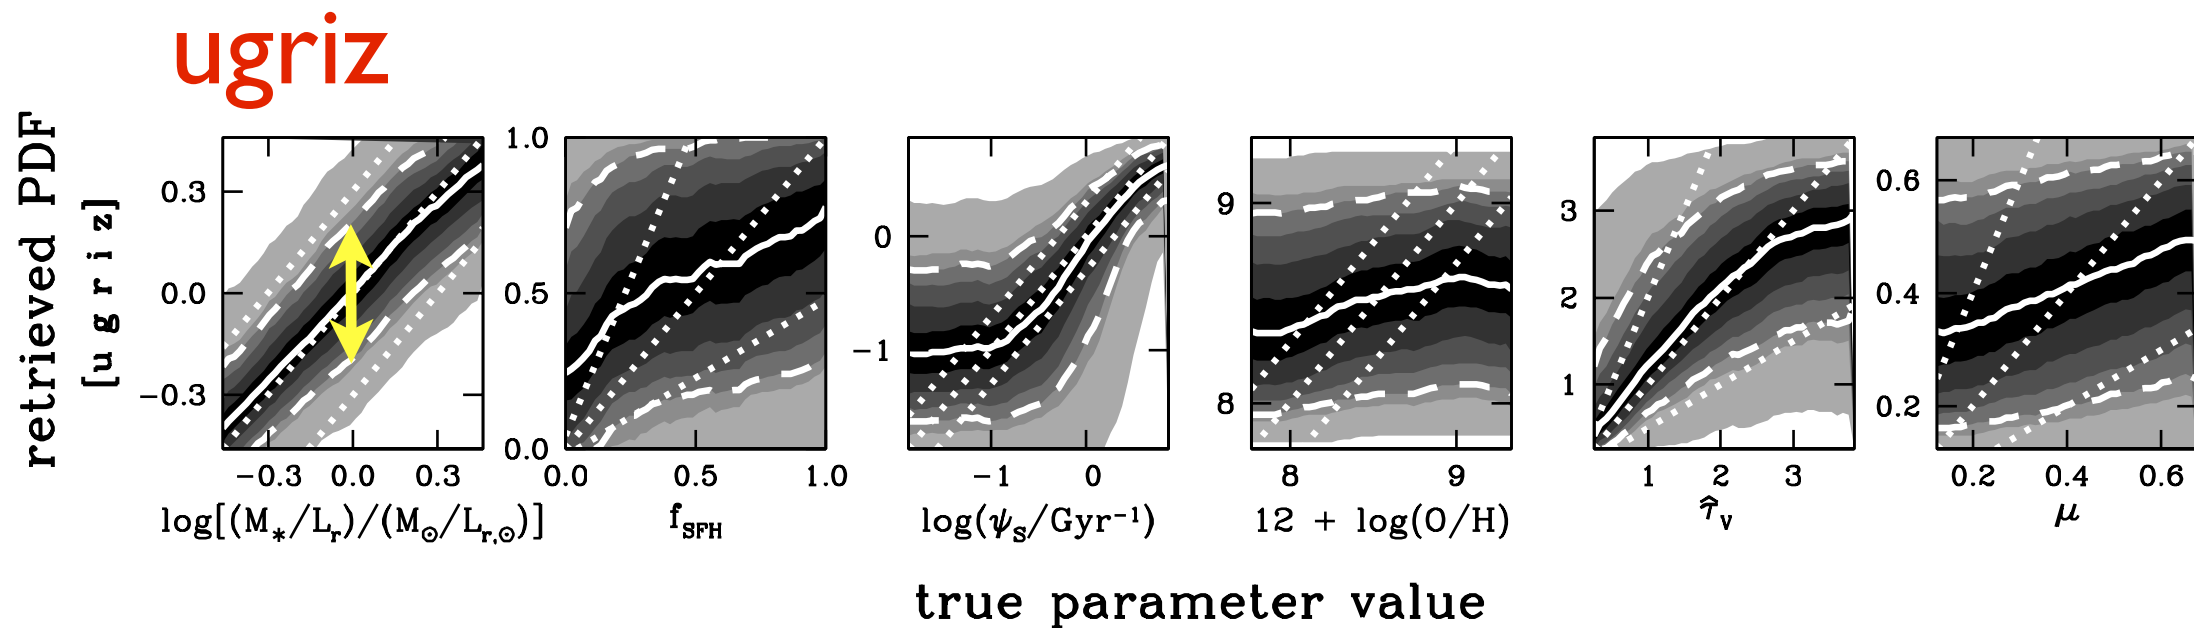 ugriz
retrieved PDF
[u g r i z]
0.3
0.0
−0.3
−0.3 0.0 0.3
log[(M*/Lr)/(M⊙/Lr,⊙)]
1.0
0.5
0.0
0.0 0.5 1.0
fSFH
0
−1
−1 0
log(ψS/Gyr⁻¹)
9
8
8 9
12 + log(O/H)
3
2
1
1 2 3
τ̂V
0.6
0.4
0.2
0.2 0.4 0.6
μ
true parameter value